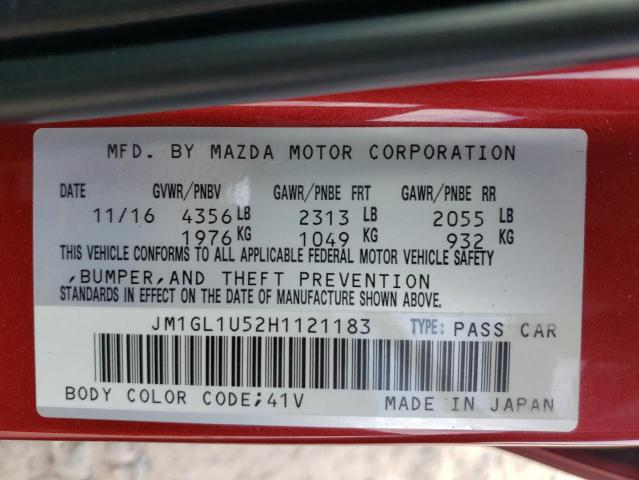 MFD. BY MAZDA MOTOR CORPORATION
DATE GVWR/PNBV GAWR/PNBE FRT GAWR/PNBE RR
11/16 4356 LB 2313 LB 2055 LB
1976 KG 1049 KG 932 KG
THIS VEHICLE CONFORMS TO ALL APPLICABLE FEDERAL MOTOR VEHICLE SAFETY
,BUMPER,AND THEFT PREVENTION
STANDARDS IN EFFECT ON THE DATE OF MANUFACTURE SHOWN ABOVE.
JM1GL1U52H1121183 TYPE: PASS CAR
BODY COLOR CODE;41V MADE IN JAPAN